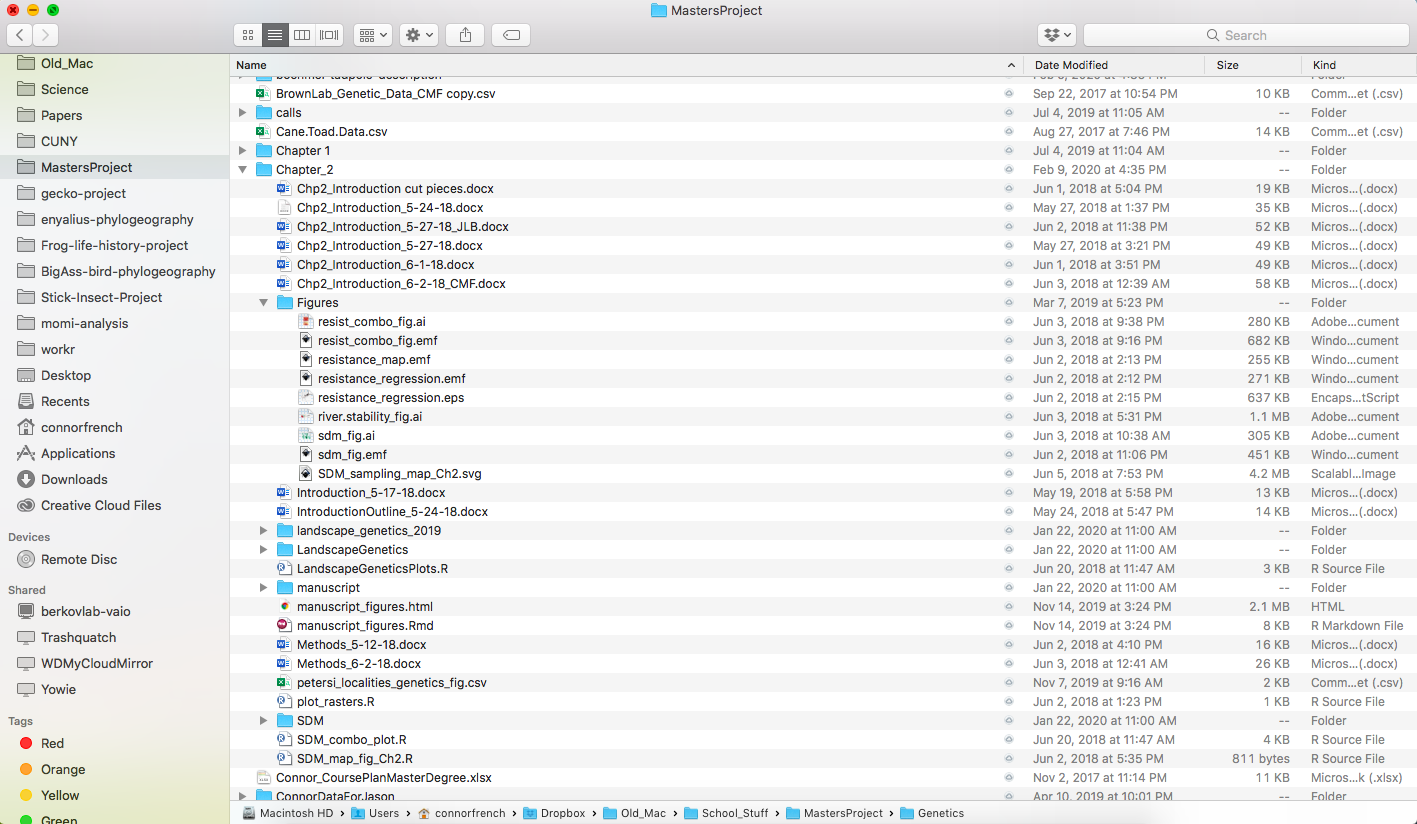 MastersProject
Search
Old_Mac
Science
Papers
CUNY
MastersProject
gecko-project
enyalius-phylogeography
Frog-life-history-project
BigAss-bird-phylogeography
Stick-Insect-Project
momi-analysis
workr
Desktop
Recents
connorfrench
Applications
Downloads
Creative Cloud Files
Devices
Remote Disc
Shared
berkovlab-vaio
Trashquatch
WDMyCloudMirror
Yowie
Tags
Red
Orange
Yellow
Green
Name Date Modified Size Kind
BrownLab_Genetic_Data_CMF copy.csv Sep 22, 2017 at 10:54 PM 10 KB Comm...et (.csv)
calls Jul 4, 2019 at 11:05 AM -- Folder
Cane.Toad.Data.csv Aug 27, 2017 at 7:46 PM 14 KB Comm...et (.csv)
Chapter 1 Jul 4, 2019 at 11:04 AM -- Folder
Chapter_2 Feb 9, 2020 at 4:35 PM -- Folder
Chp2_Introduction cut pieces.docx Jun 1, 2018 at 5:04 PM 19 KB Micros...(.docx)
Chp2_Introduction_5-24-18.docx May 27, 2018 at 1:37 PM 35 KB Micros...(.docx)
Chp2_Introduction_5-27-18_JLB.docx Jun 2, 2018 at 11:38 PM 52 KB Micros...(.docx)
Chp2_Introduction_5-27-18.docx May 27, 2018 at 3:21 PM 49 KB Micros...(.docx)
Chp2_Introduction_6-1-18.docx Jun 1, 2018 at 3:51 PM 49 KB Micros...(.docx)
Chp2_Introduction_6-2-18_CMF.docx Jun 3, 2018 at 12:39 AM 58 KB Micros...(.docx)
Figures Mar 7, 2019 at 5:23 PM -- Folder
resist_combo_fig.ai Jun 3, 2018 at 9:38 PM 280 KB Adobe...cument
resist_combo_fig.emf Jun 3, 2018 at 9:16 PM 682 KB Windo...cument
resistance_map.emf Jun 2, 2018 at 2:13 PM 255 KB Windo...cument
resistance_regression.emf Jun 2, 2018 at 2:12 PM 271 KB Windo...cument
resistance_regression.eps Jun 2, 2018 at 2:15 PM 637 KB Encaps...tScript
river.stability_fig.ai Jun 3, 2018 at 5:31 PM 1.1 MB Adobe...cument
sdm_fig.ai Jun 3, 2018 at 10:38 AM 305 KB Adobe...cument
sdm_fig.emf Jun 2, 2018 at 11:06 PM 451 KB Windo...cument
SDM_sampling_map_Ch2.svg Jun 5, 2018 at 7:53 PM 4.2 MB Scalabl...Image
Introduction_5-17-18.docx May 19, 2018 at 5:58 PM 13 KB Micros...(.docx)
IntroductionOutline_5-24-18.docx May 24, 2018 at 5:47 PM 14 KB Micros...(.docx)
landscape_genetics_2019 Jan 22, 2020 at 11:00 AM -- Folder
LandscapeGenetics Jan 22, 2020 at 11:00 AM -- Folder
LandscapeGeneticsPlots.R Jun 20, 2018 at 11:47 AM 3 KB R Source File
manuscript Jan 22, 2020 at 11:00 AM -- Folder
manuscript_figures.html Nov 14, 2019 at 3:24 PM 2.1 MB HTML
manuscript_figures.Rmd Nov 14, 2019 at 3:24 PM 8 KB R Markdown File
Methods_5-12-18.docx Jun 2, 2018 at 4:10 PM 16 KB Micros...(.docx)
Methods_6-2-18.docx Jun 3, 2018 at 12:41 AM 26 KB Micros...(.docx)
petersi_localities_genetics_fig.csv Nov 7, 2019 at 9:16 AM 2 KB Comm...et (.csv)
plot_rasters.R Jun 2, 2018 at 1:23 PM 1 KB R Source File
SDM Jan 22, 2020 at 11:00 AM -- Folder
SDM_combo_plot.R Jun 20, 2018 at 11:47 AM 4 KB R Source File
SDM_map_fig_Ch2.R Jun 2, 2018 at 5:35 PM 811 bytes R Source File
Connor_CoursePlanMasterDegree.xlsx Nov 2, 2017 at 11:14 PM 11 KB Micros...k (.xlsx)
ConnorDataForJason Apr 10, 2019 at 10:01 PM -- Folder
Macintosh HD › Users › connorfrench › Dropbox › Old_Mac › School_Stuff › MastersProject › Genetics